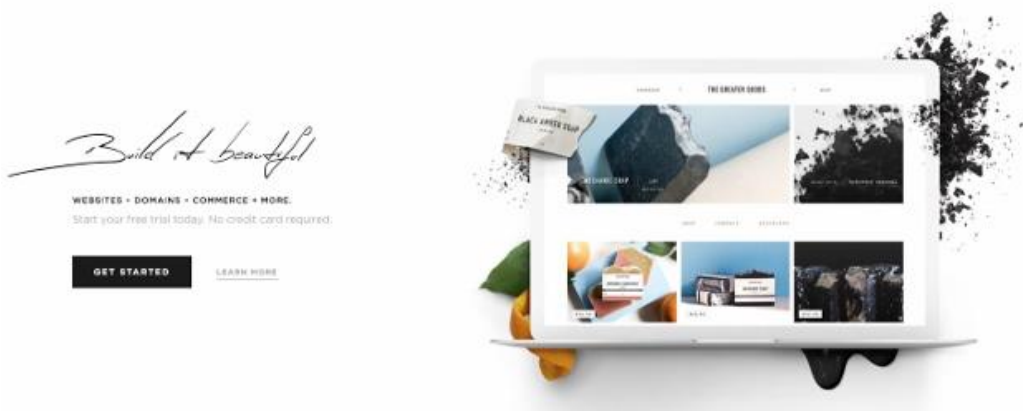 Build it beautiful
WEBSITES + DOMAINS + COMMERCE + MORE.
Start your free trial today. No credit card required.
GET STARTED
LEARN MORE
THE GREATER GOODS
BLACK AMBER SOAP